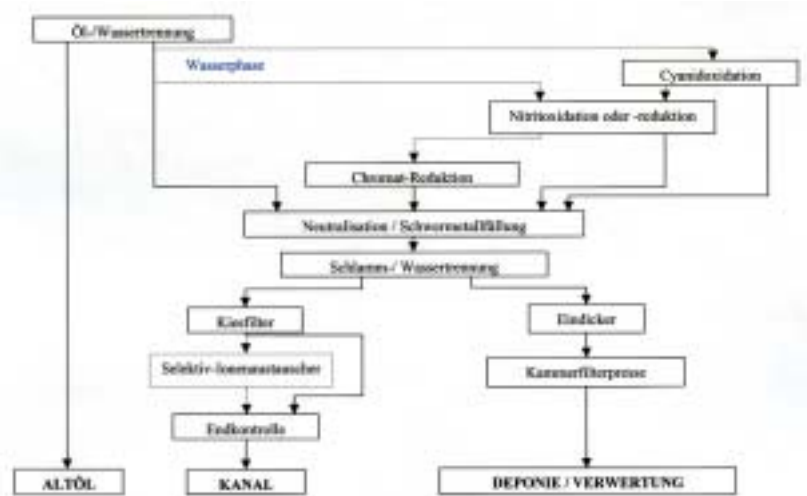 Öl-/Wassertrennung
Wasserphase
Cyanidoxidation
Nitritoxidation oder -reduktion
Chromat-Reduktion
Neutralisation / Schwermetallfällung
Schlamm-/ Wassertrennung
Kiesfilter
Eindicker
Selektiv-Ionenaustauscher
Kammerfilterpresse
Endkontrolle
ALTÖL
KANAL
DEPONIE / VERWERTUNG